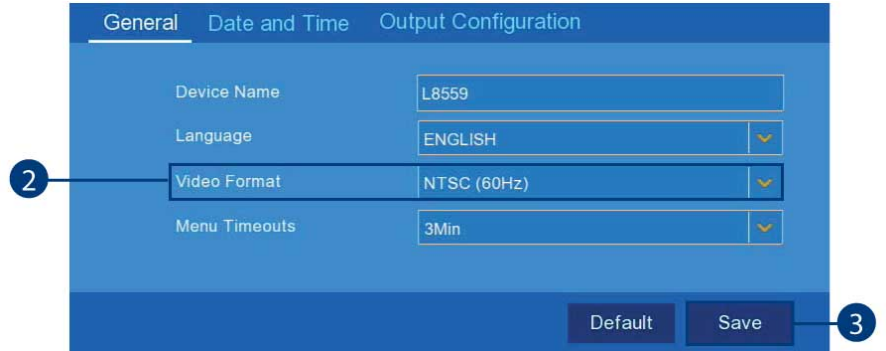 General Date and Time Output Configuration
Device Name L8559
Language ENGLISH
2 Video Format NTSC (60Hz)
Menu Timeouts 3Min
Default Save 3